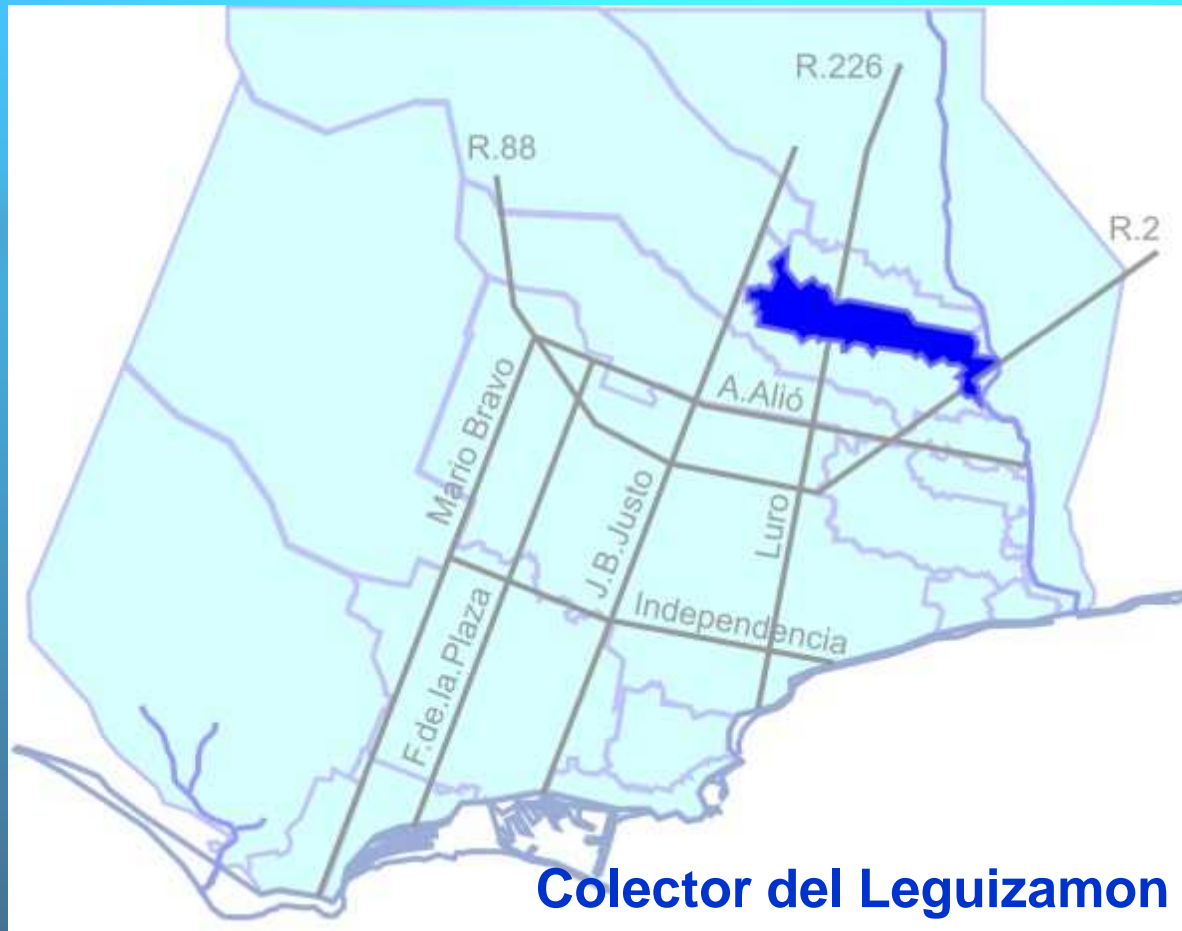 R.226
R.88
R.2
A.Alió
Mario Bravo
J.B.Justo
Luro
F.de.la.Plaza
Independencia
Colector del Leguizamon